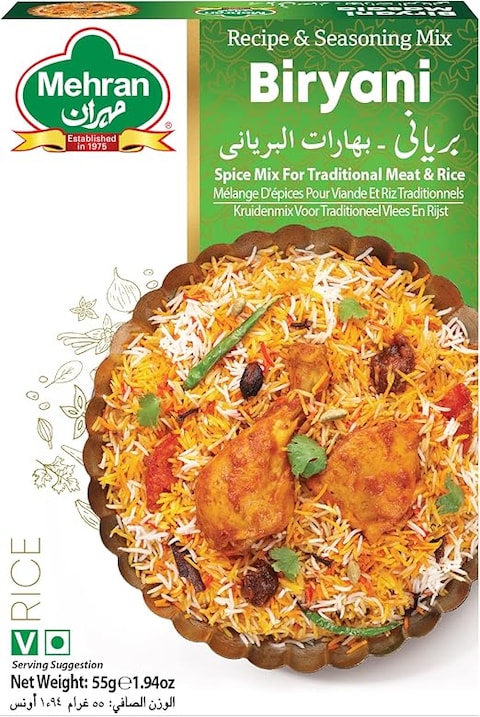 Mehran
مهران
®
Established
in 1975
Recipe & Seasoning Mix
Biryani
بریانی - بهارات البرياني
Spice Mix For Traditional Meat & Rice
Mélange D'épices Pour Viande Et Riz Traditionnels
Kruidenmix Voor Traditioneel Vlees En Rijst
RICE
V
Serving Suggestion
Net Weight: 55g℮1.94oz
الوزن الصافي: ٥٥ غرام ١.٩٤ أونس